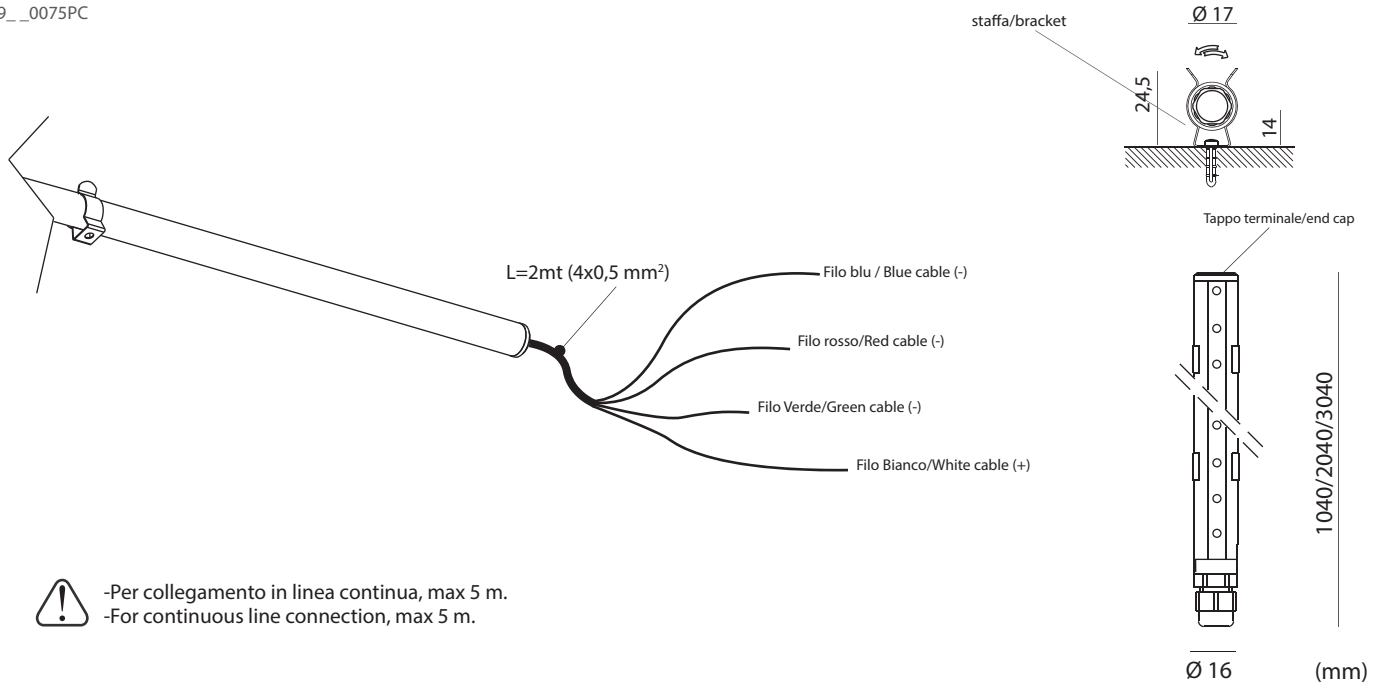 9_ _0075PC
staffa/bracket
Ø 17
24,5
14
Tappo terminale/end cap
L=2mt (4x0,5 mm²)
Filo blu / Blue cable (-)
Filo rosso/Red cable (-)
Filo Verde/Green cable (-)
Filo Bianco/White cable (+)
1040/2040/3040
-Per collegamento in linea continua, max 5 m.
-For continuous line connection, max 5 m.
Ø 16
(mm)